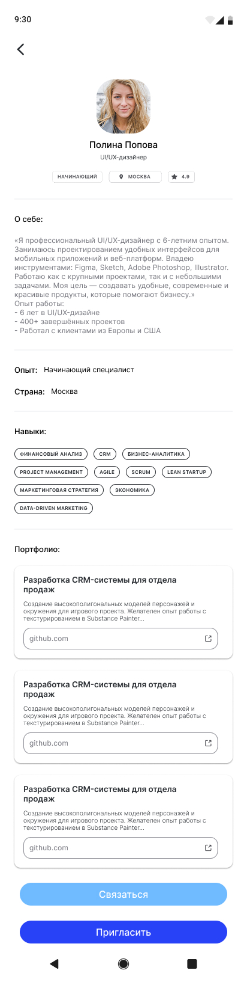 9:30
Полина Попова
UI/UX-дизайнер
НАЧИНАЮЩИЙ
МОСКВА
4.9
О себе:
«Я профессиональный UI/UX-дизайнер с 6-летним опытом.
Занимаюсь проектированием удобных интерфейсов для
мобильных приложений и веб-платформ. Владею
инструментами: Figma, Sketch, Adobe Photoshop, Illustrator.
Работаю как с крупными проектами, так и с небольшими
задачами. Моя цель — создавать удобные, современные и
красивые продукты, которые помогают бизнесу.»
Опыт работы:
- 6 лет в UI/UX-дизайне
- 400+ завершённых проектов
- Работал с клиентами из Европы и США
Опыт: Начинающий специалист
Страна: Москва
Навыки:
ФИНАНСОВЫЙ АНАЛИЗ
CRM
БИЗНЕС-АНАЛИТИКА
PROJECT MANAGEMENT
AGILE
SCRUM
LEAN STARTUP
МАРКЕТИНГОВАЯ СТРАТЕГИЯ
ЭКОНОМИКА
DATA-DRIVEN MARKETING
Портфолио:
Разработка CRM-системы для отдела
продаж
Создание высокополигональных моделей персонажей и
окружения для игрового проекта. Желателен опыт работы с
текстурированием в Substance Painter...
github.com
Разработка CRM-системы для отдела
продаж
Создание высокополигональных моделей персонажей и
окружения для игрового проекта. Желателен опыт работы с
текстурированием в Substance Painter...
github.com
Разработка CRM-системы для отдела
продаж
Создание высокополигональных моделей персонажей и
окружения для игрового проекта. Желателен опыт работы с
текстурированием в Substance Painter...
github.com
Связаться
Пригласить